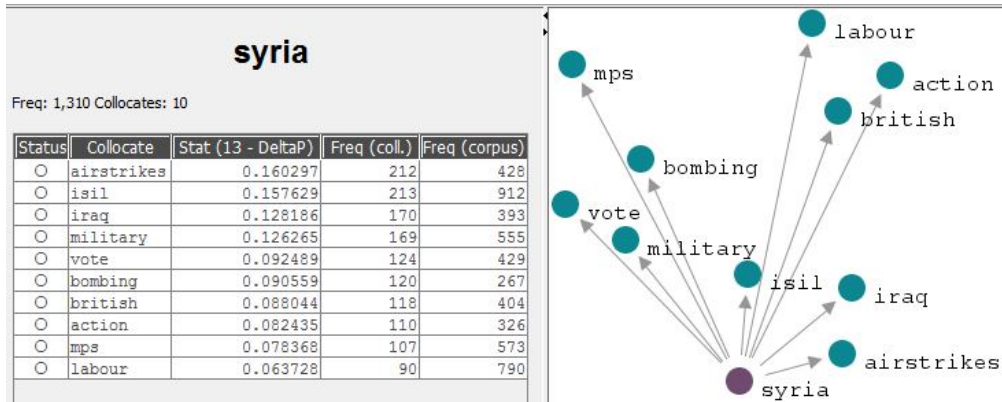 syria
Freq: 1,310 Collocates: 10
Status Collocate Stat (13 - DeltaP) Freq (coll.) Freq (corpus)
airstrikes 0.160297 212 428
isil 0.157629 213 912
iraq 0.128186 170 393
military 0.126265 169 555
vote 0.092489 124 429
bombing 0.090559 120 267
british 0.088044 118 404
action 0.082435 110 326
mps 0.078368 107 573
labour 0.063728 90 790
labour
mps
action
british
bombing
vote
military
isil
iraq
airstrikes
syria